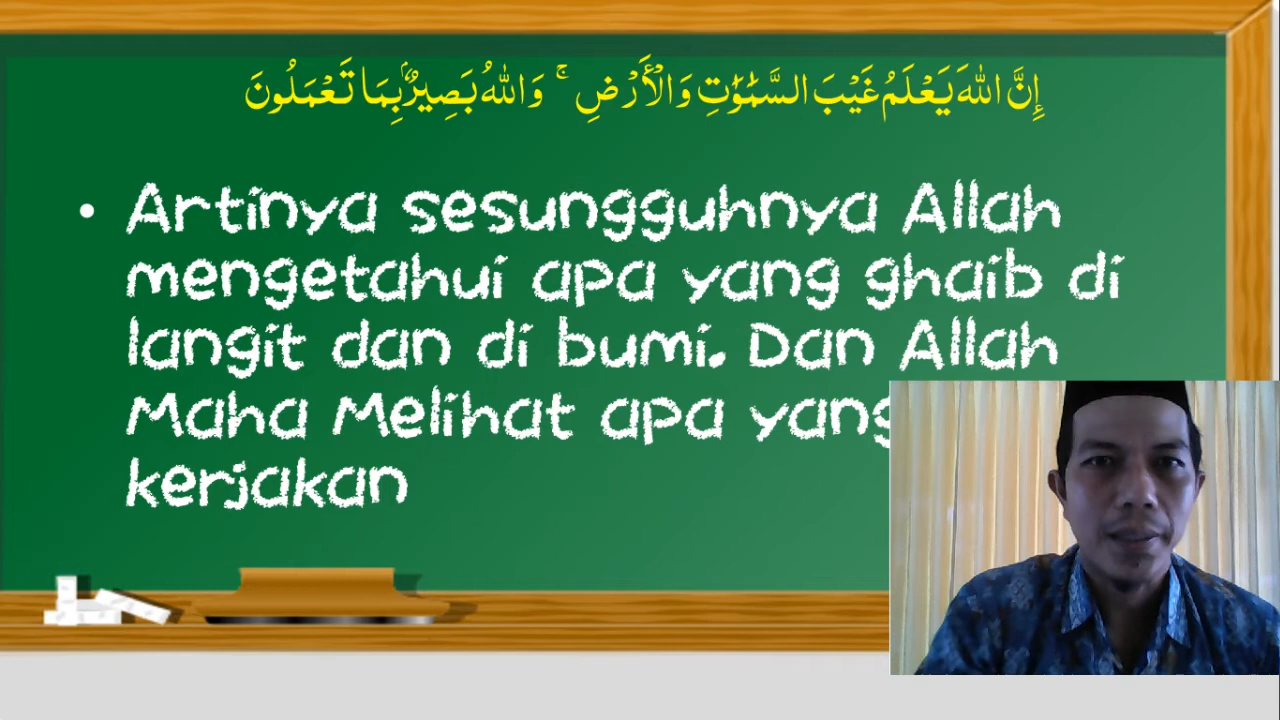 إِنَّ اللّٰهَ يَعْلَمُ غَيْبَ السَّمٰوٰتِ وَالْاَرْضِۗ وَاللّٰهُ بَصِيْرٌۢ بِمَا تَعْمَلُوْنَ
• Artinya sesungguhnya Allah
mengetahui apa yang ghaib di
langit dan di bumi. Dan Allah
Maha Melihat apa yang
kerjakan